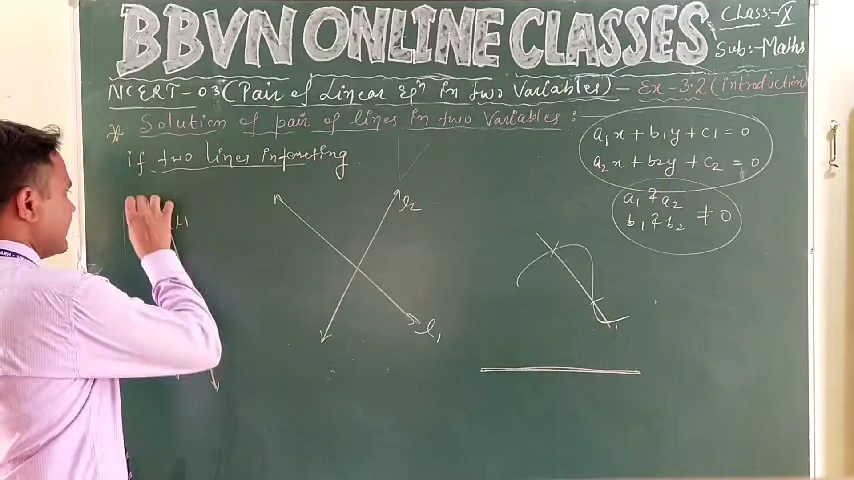 BBVN ONLINE CLASSES
Class:- X
Sub:- Maths
NCERT-03 (Pair of Linear Eqn in two Variables) - Ex-3.2 (introduction)
Solution of pair of lines in two Variables :-
if two lines intersecting
a1x + b1y + c1 = 0
a2x + b2y + c2 = 0
a1 & a2
b1 & b2 ≠ 0
l2
l1